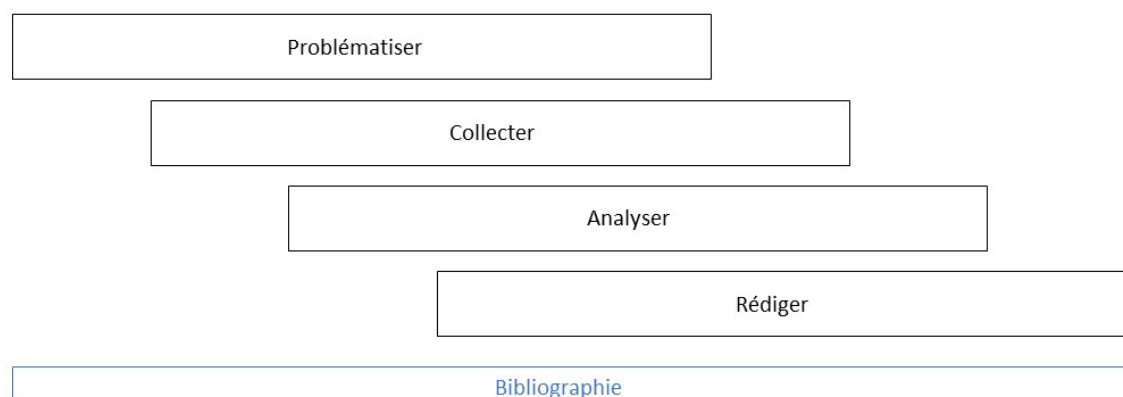 Problématiser
Collecter
Analyser
Rédiger
Bibliographie